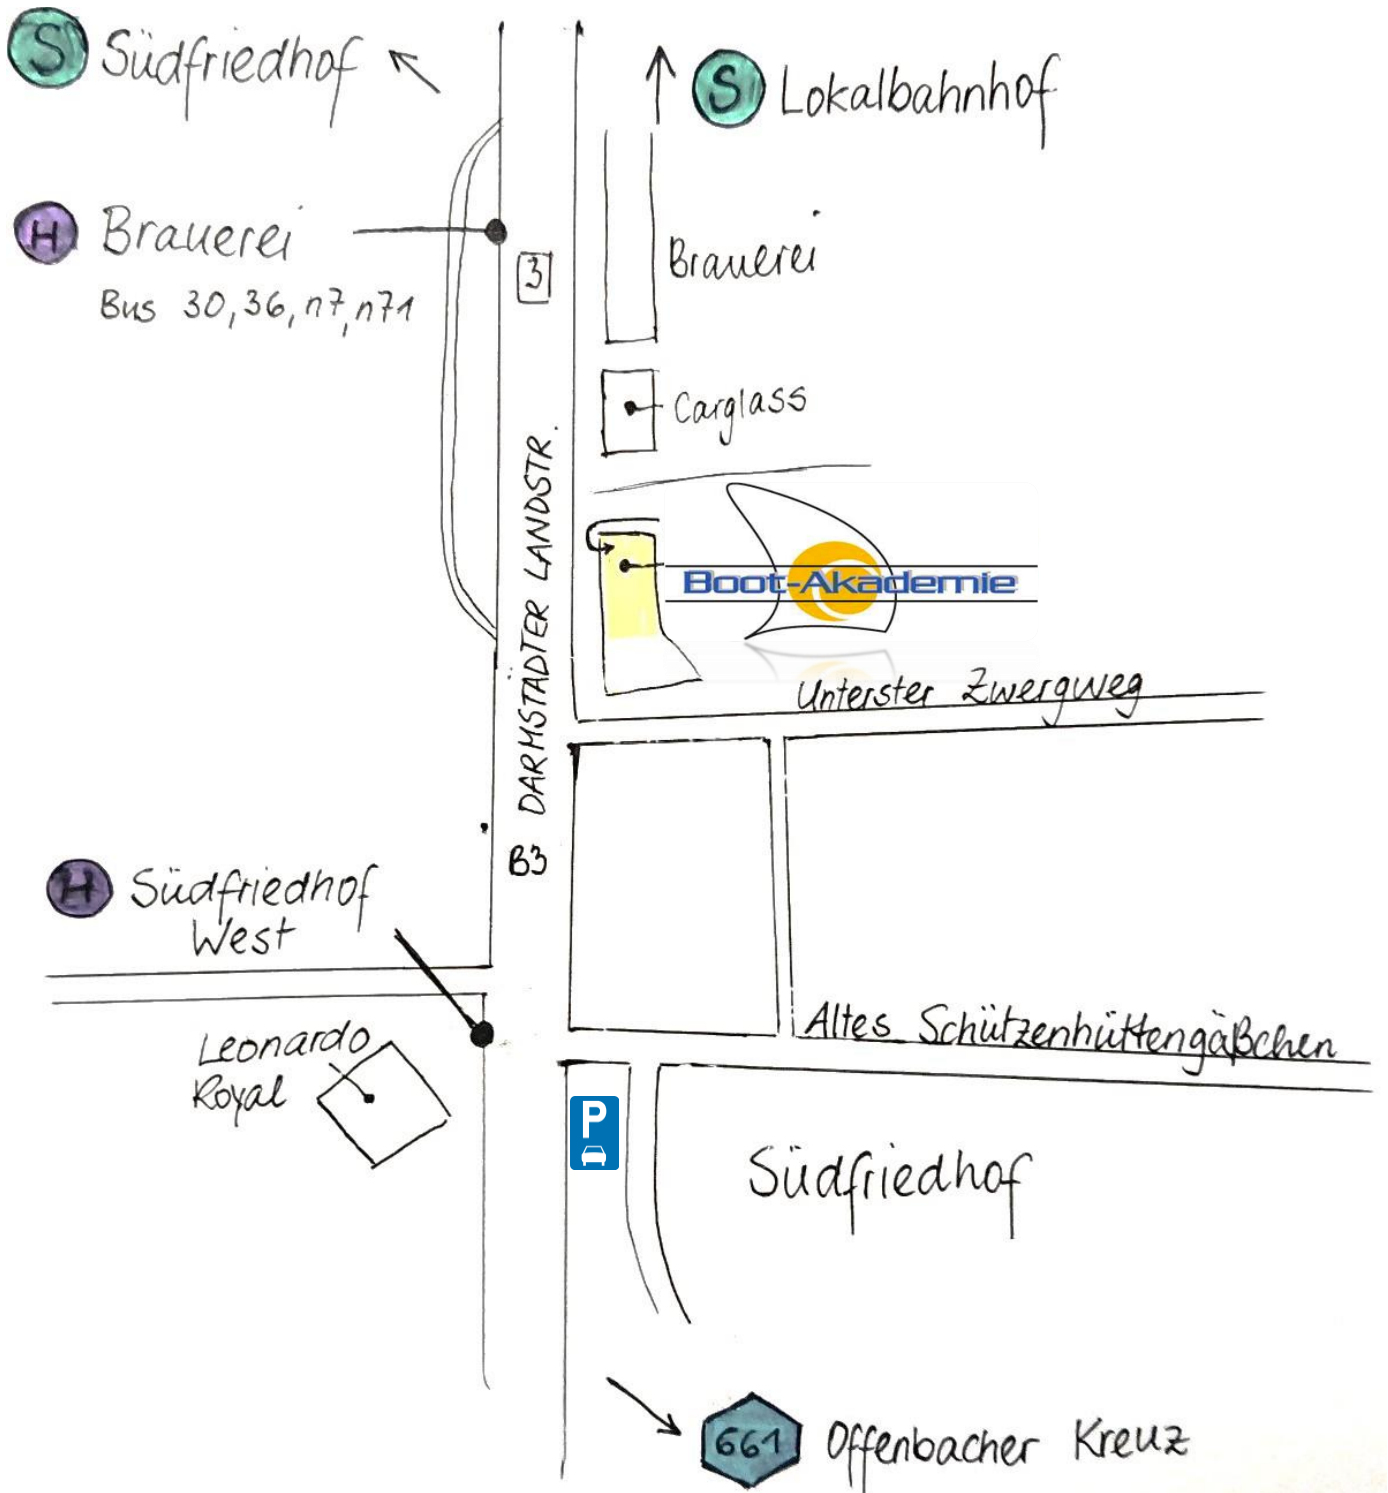 S Südfriedhof
S Lokalbahnhof
H Brauerei
Bus 30, 36, n7, n71
3
Brauerei
Carglass
DARMSTÄDTER LANDSTR.
Boot-Akademie
Unterster Zwergweg
B3
H Südfriedhof
West
Altes Schützenhüttengäßchen
Leonardo
Royal
P
Südfriedhof
661 Offenbacher Kreuz